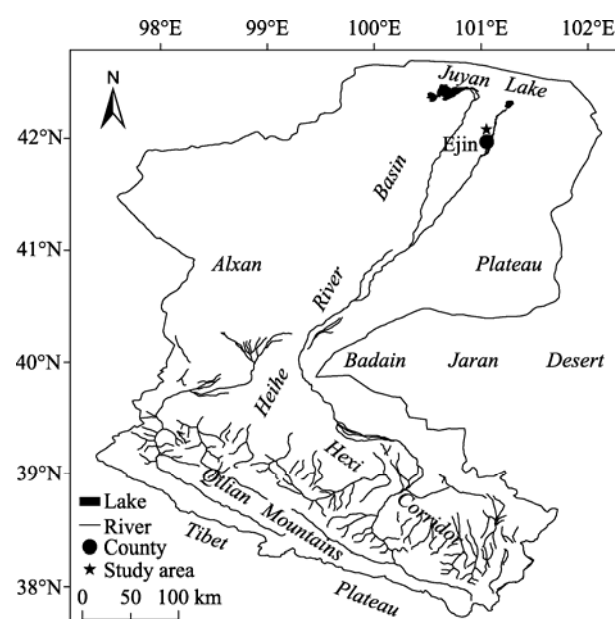 98°E 99°E 100°E 101°E 102°E
N
Juyan Lake
42°N
Ejin
Basin
41°N
Alxan
Plateau
River
40°N
Badain Jaran Desert
Heihe
Hexi
39°N
Qilian
Corridor
Lake
River
Mountains
Tibet
County
Study area
38°N
Plateau
0 50 100 km